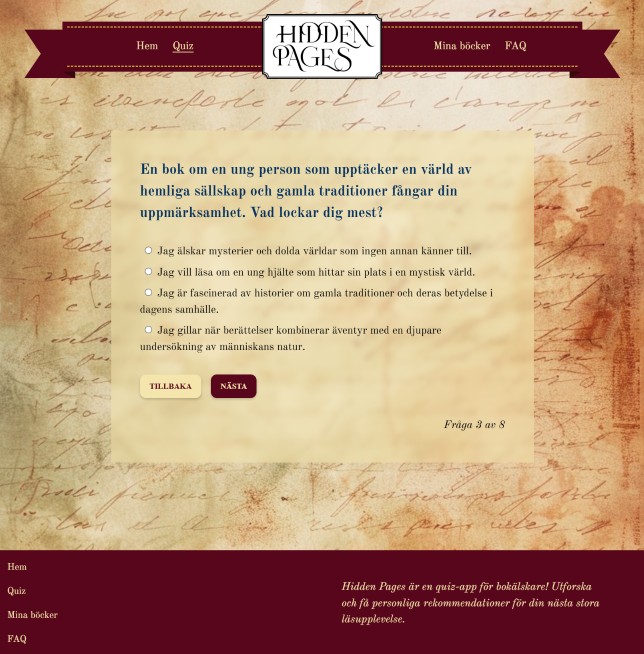 Hem Quiz HIDDEN PAGES Mina böcker FAQ
En bok om en ung person som upptäcker en värld av
hemliga sällskap och gamla traditioner fångar din
uppmärksamhet. Vad lockar dig mest?
Jag älskar mysterier och dolda världar som ingen annan känner till.
Jag vill läsa om en ung hjälte som hittar sin plats i en mystisk värld.
Jag är fascinerad av historier om gamla traditioner och deras betydelse i
dagens samhälle.
Jag gillar när berättelser kombinerar äventyr med en djupare
undersökning av människans natur.
TILLBAKA NÄSTA
Fråga 3 av 8
Hem
Quiz
Mina böcker
FAQ
Hidden Pages är en quiz-app för bokälskare! Utforska
och få personliga rekommendationer för din nästa stora
läsupplevelse.